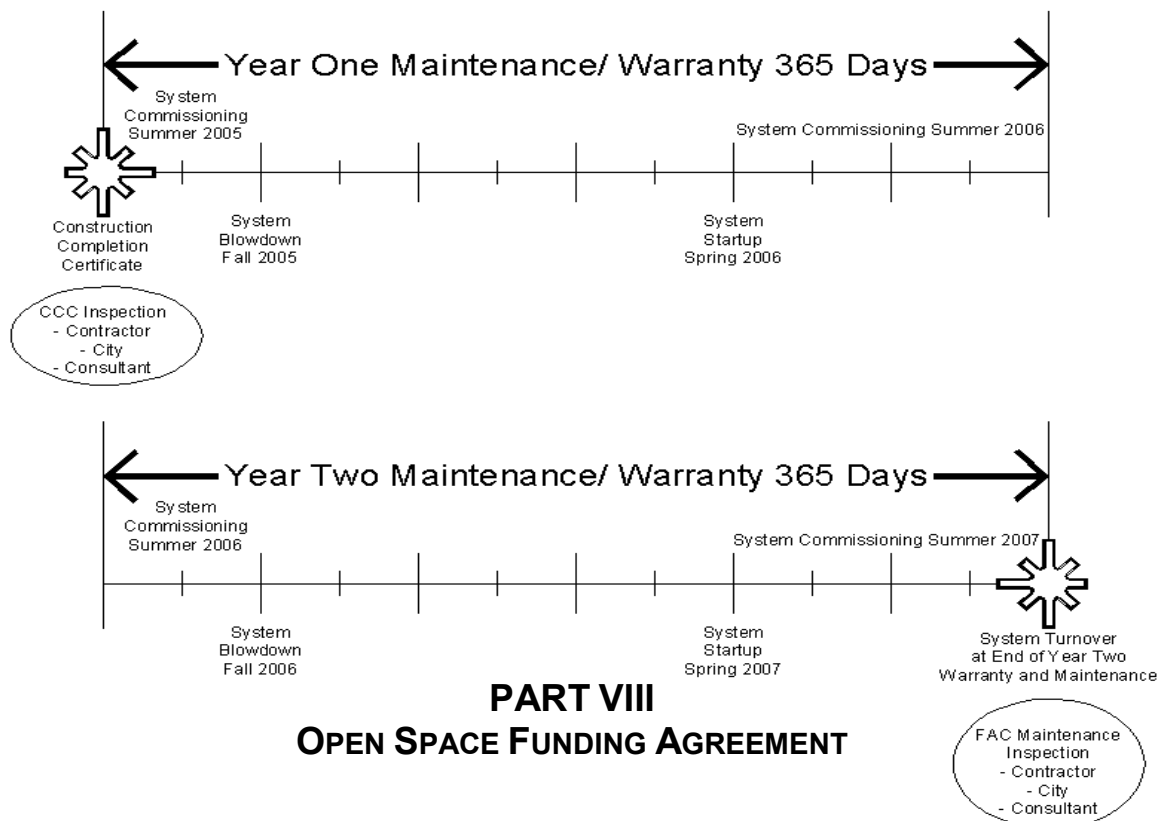 Year One Maintenance/ Warranty 365 Days
System
Commissioning
Summer 2005
System Commissioning Summer 2006
Construction
Completion
Certificate
System
Blowdown
Fall 2005
System
Startup
Spring 2006
CCC Inspection
- Contractor
- City
- Consultant
Year Two Maintenance/ Warranty 365 Days
System
Commissioning
Summer 2006
System Commissioning Summer 2007
System
Blowdown
Fall 2006
System
Startup
Spring 2007
System Turnover
at End of Year Two
Warranty and Maintenance
PART VIII
OPEN SPACE FUNDING AGREEMENT
FAC Maintenance
Inspection
- Contractor
- City
- Consultant